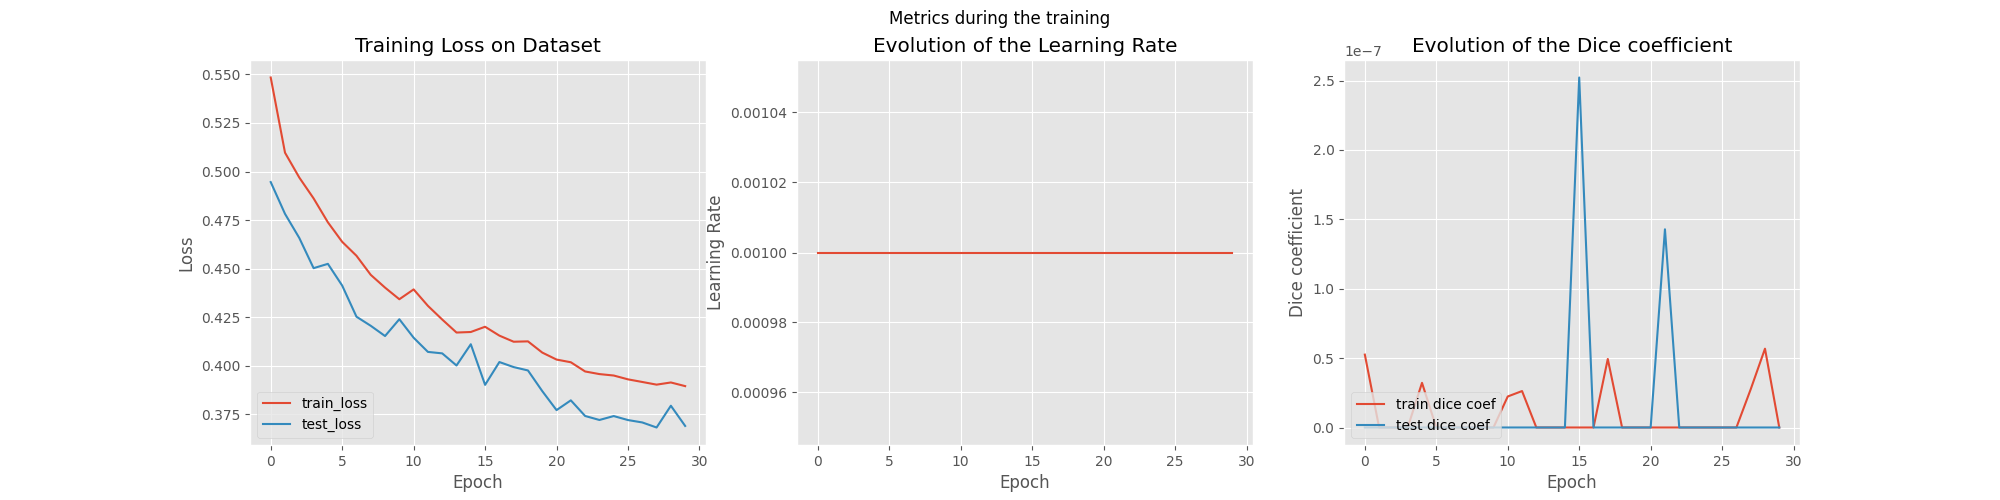 Metrics during the training
Training Loss on Dataset
0.550
0.525
0.500
0.475
0.450
0.425
0.400
0.375
Loss
train_loss
test_loss
0 5 10 15 20 25 30
Epoch
Evolution of the Learning Rate
0.00104
0.00102
0.00100
0.00098
0.00096
Learning Rate
0 5 10 15 20 25 30
Epoch
Evolution of the Dice coefficient
1e−7
2.5
2.0
1.5
1.0
0.5
0.0
Dice coefficient
train dice coef
test dice coef
0 5 10 15 20 25 30
Epoch